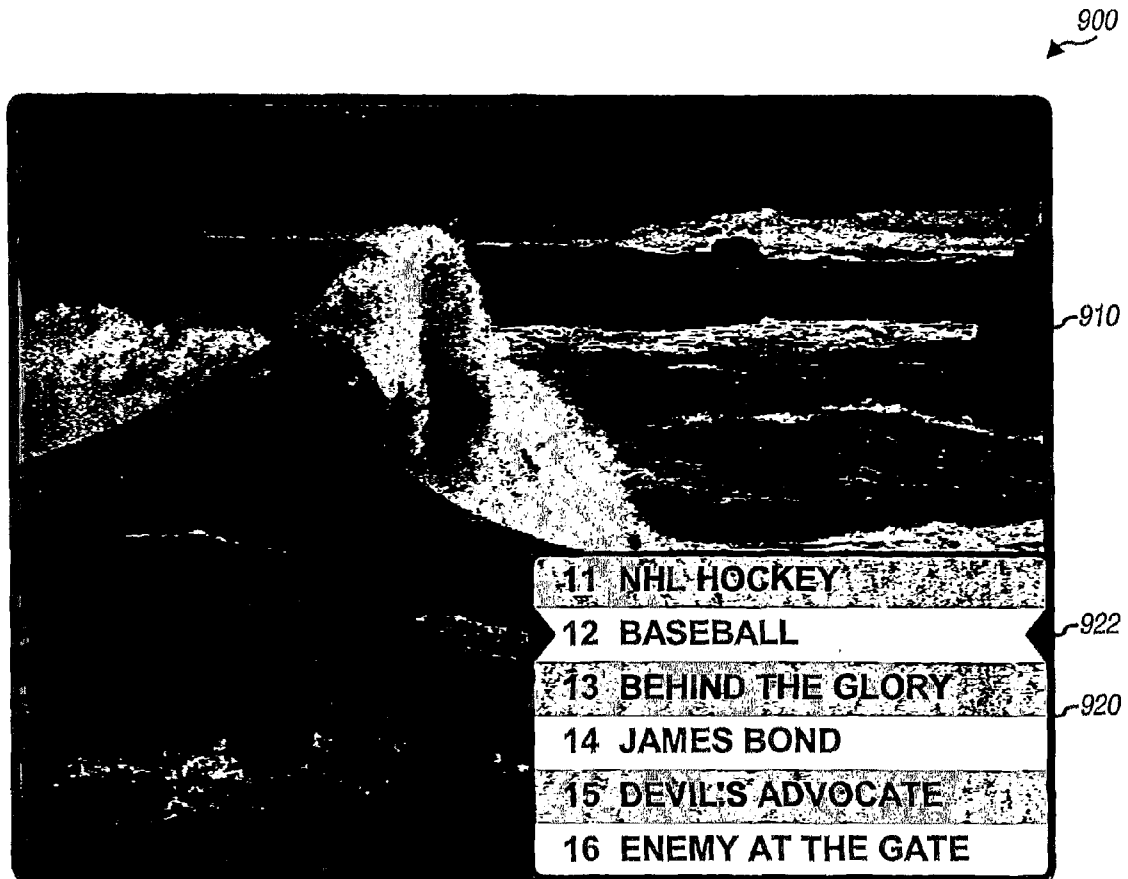 900
910
11 NHL HOCKEY
12 BASEBALL
922
13 BEHIND THE GLORY
920
14 JAMES BOND
15 DEVIL'S ADVOCATE
16 ENEMY AT THE GATE